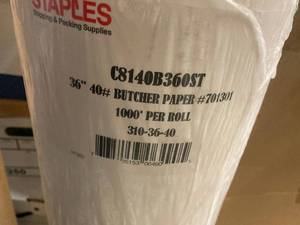 STAPLES
Shipping & Packing Supplies
C8140B360ST
36" 40# BUTCHER PAPER #701301
1000' PER ROLL
310-36-40